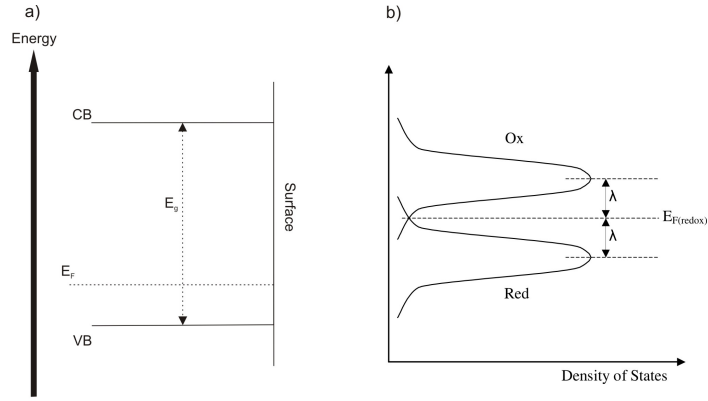 a)
Energy
CB
E_g
Surface
E_F
VB
b)
Ox
λ
E_F(redox)
λ
Red
Density of States